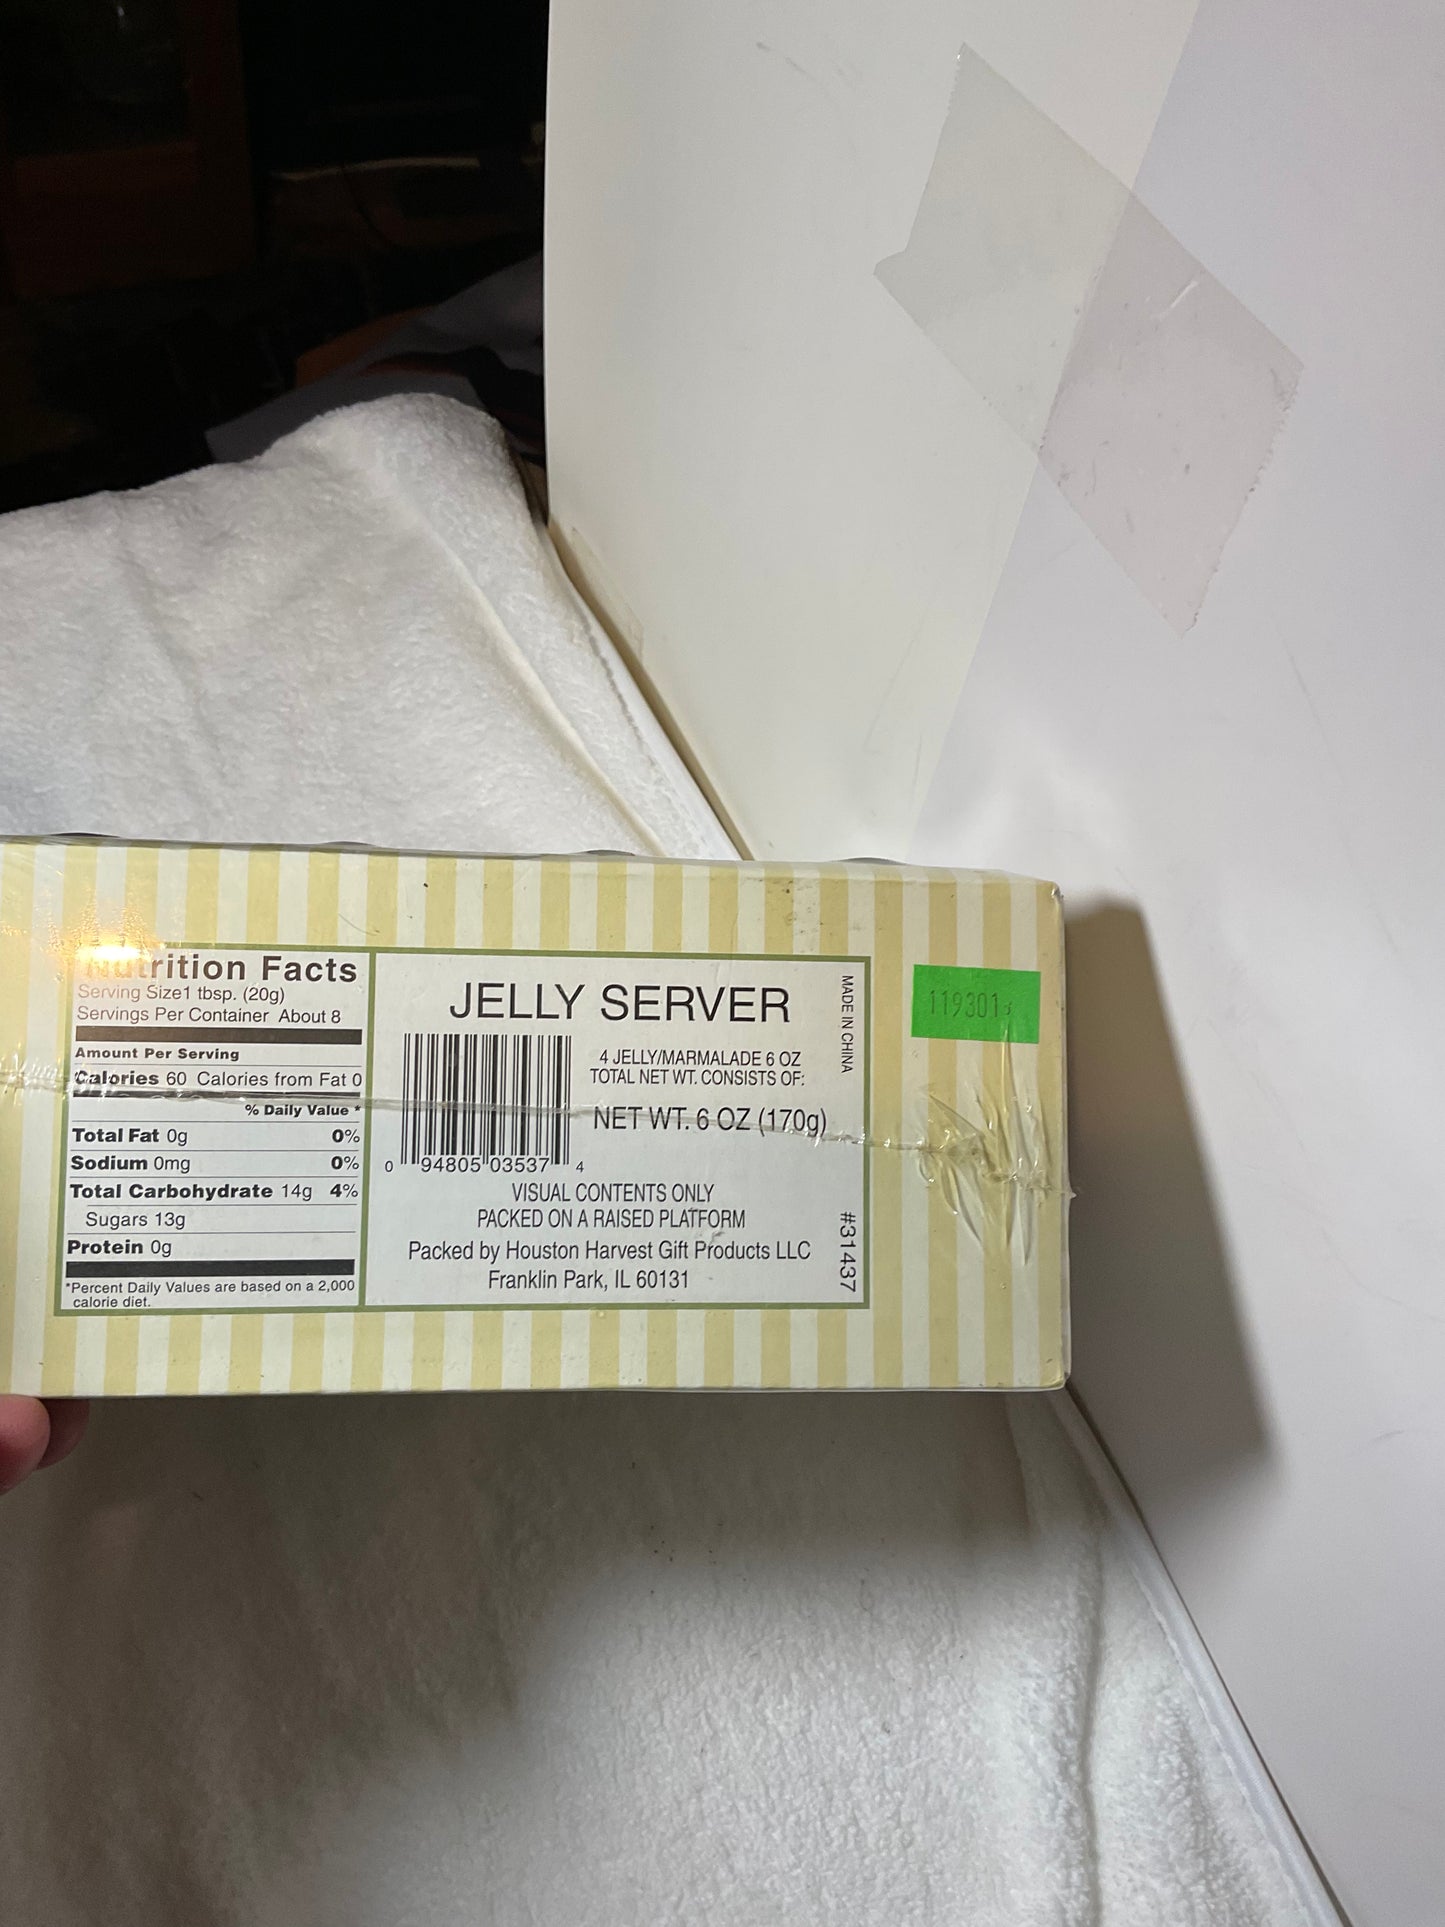 Nutrition Facts
Serving Size1 tbsp. (20g)
Servings Per Container About 8
Amount Per Serving
Calories 60 Calories from Fat 0
% Daily Value *
Total Fat 0g 0%
Sodium 0mg 0%
Total Carbohydrate 14g 4%
Sugars 13g
Protein 0g
*Percent Daily Values are based on a 2,000
calorie diet.
JELLY SERVER
4 JELLY/MARMALADE 6 OZ
TOTAL NET WT. CONSISTS OF:
NET WT. 6 OZ (170g)
0 94805 03537 4
VISUAL CONTENTS ONLY
PACKED ON A RAISED PLATFORM
Packed by Houston Harvest Gift Products LLC
Franklin Park, IL 60131
MADE IN CHINA
#31437